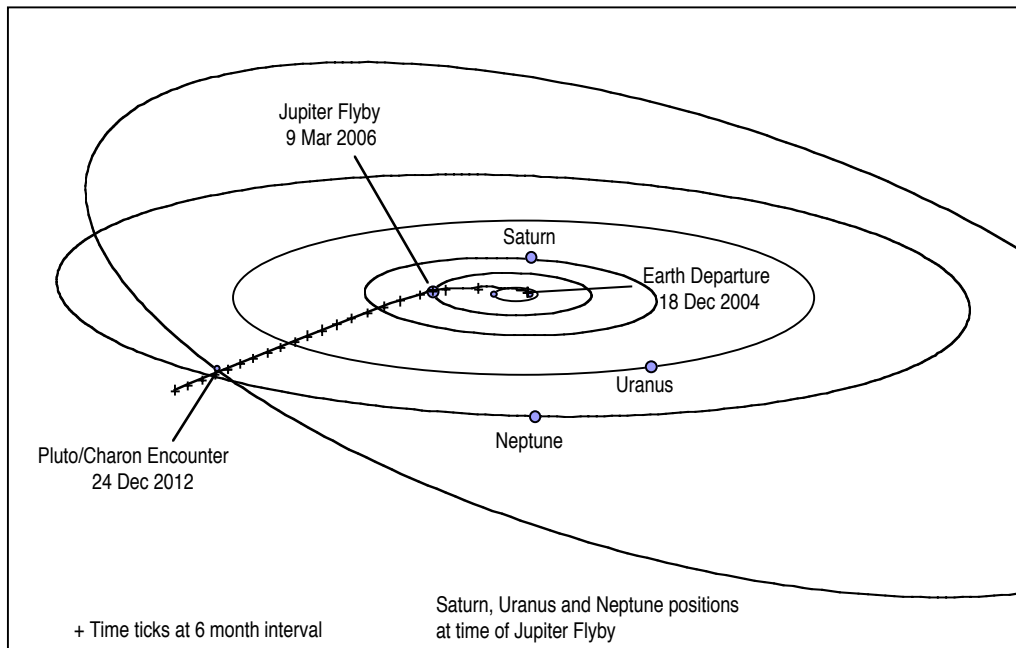 Jupiter Flyby
9 Mar 2006
Saturn
Earth Departure
18 Dec 2004
Uranus
Neptune
Pluto/Charon Encounter
24 Dec 2012
Saturn, Uranus and Neptune positions
at time of Jupiter Flyby
+ Time ticks at 6 month interval